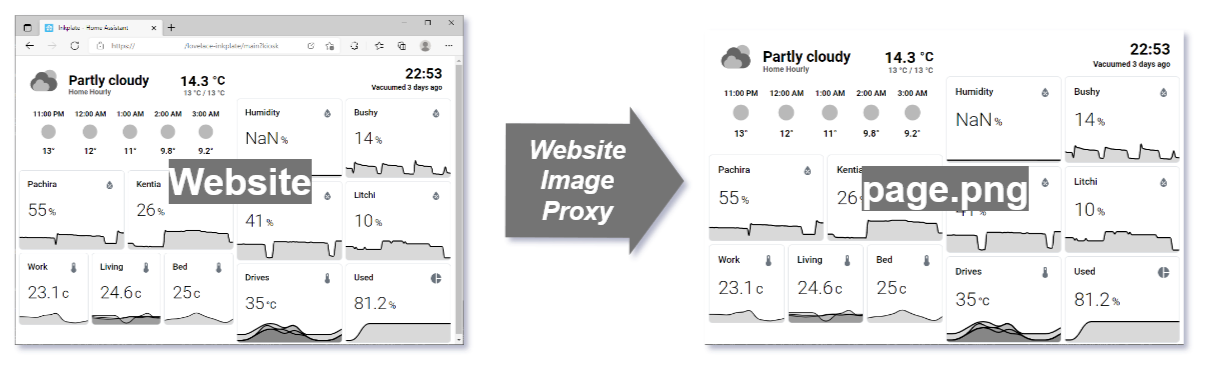 Inkplate - Home Assistant
https://
/lovelace-inkplate/main?kiosk
Partly cloudy
Home Hourly
14.3 °C
13 °C / 13 °C
22:53
Vacuumed 3 days ago
11:00 PM 12:00 AM 1:00 AM 2:00 AM 3:00 AM
13° 12° 11° 9.8° 9.2°
Humidity
NaN %
Bushy
14 %
Pachira
55 %
Kentia
26 %
Website
41 %
Litchi
10 %
Work
23.1 C
Living
24.6 C
Bed
25 C
Drives
35 °C
Used
81.2 %
Website
Image
Proxy
Partly cloudy
Home Hourly
14.3 °C
13 °C / 13 °C
22:53
Vacuumed 3 days ago
11:00 PM 12:00 AM 1:00 AM 2:00 AM 3:00 AM
13° 12° 11° 9.8° 9.2°
Humidity
NaN %
Bushy
14 %
Pachira
55 %
26 %
page.png
Litchi
10 %
Work
23.1 C
Living
24.6 C
Bed
25 C
Drives
35 °C
Used
81.2 %